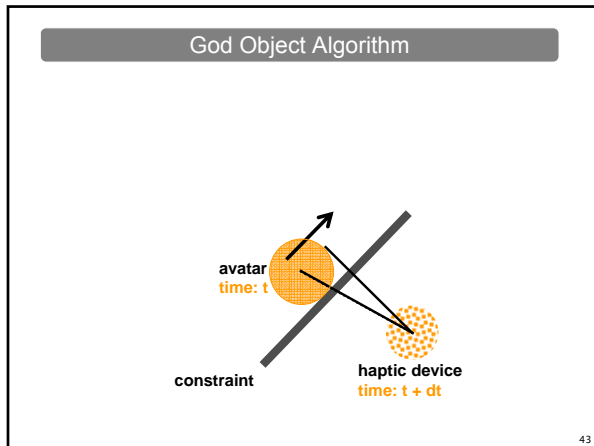 God Object Algorithm
avatar
time: t
haptic device
time: t + dt
constraint
43